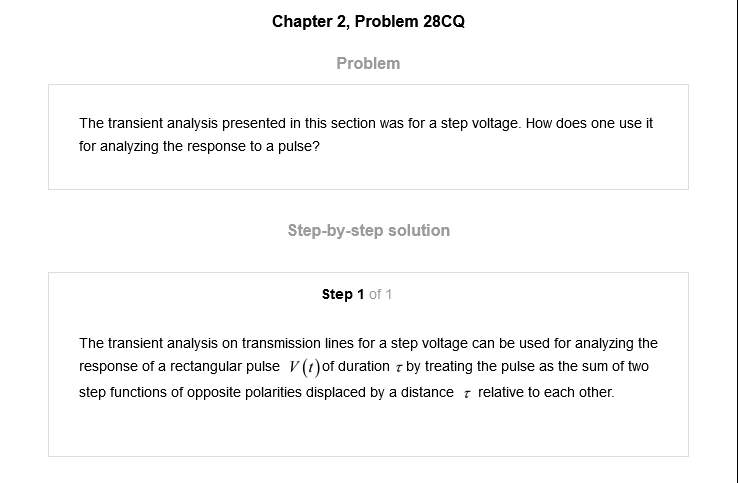 Chapter 2, Problem 28CQ
Problem
The transient analysis presented in this section was for a step voltage. How does one use it
for analyzing the response to a pulse?
Step-by-step solution
Step 1 of 1
The transient analysis on transmission lines for a step voltage can be used for analyzing the
response of a rectangular pulse V(t)of duration τ by treating the pulse as the sum of two
step functions of opposite polarities displaced by a distance τ relative to each other.